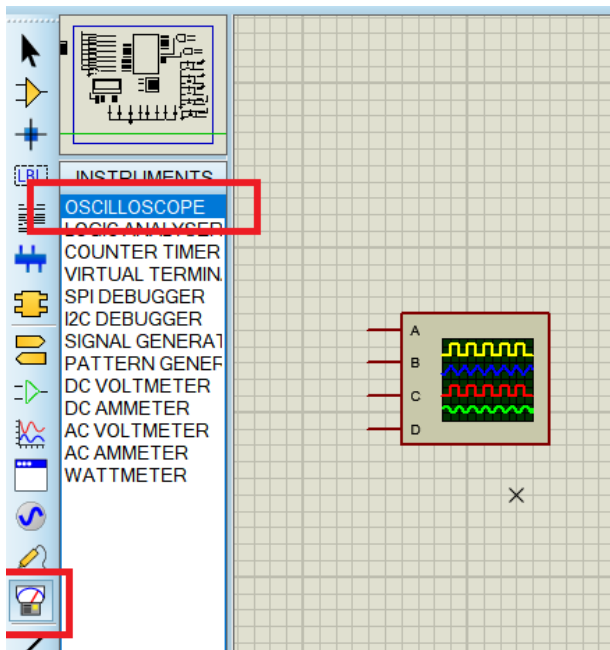 LBL
INSTRUMENTS
OSCILLOSCOPE
LOGIC ANALYSER
COUNTER TIMER
VIRTUAL TERMIN
SPI DEBUGGER
I2C DEBUGGER
SIGNAL GENERAT
PATTERN GENER
DC VOLTMETER
DC AMMETER
AC VOLTMETER
AC AMMETER
WATTMETER
A
B
C
D